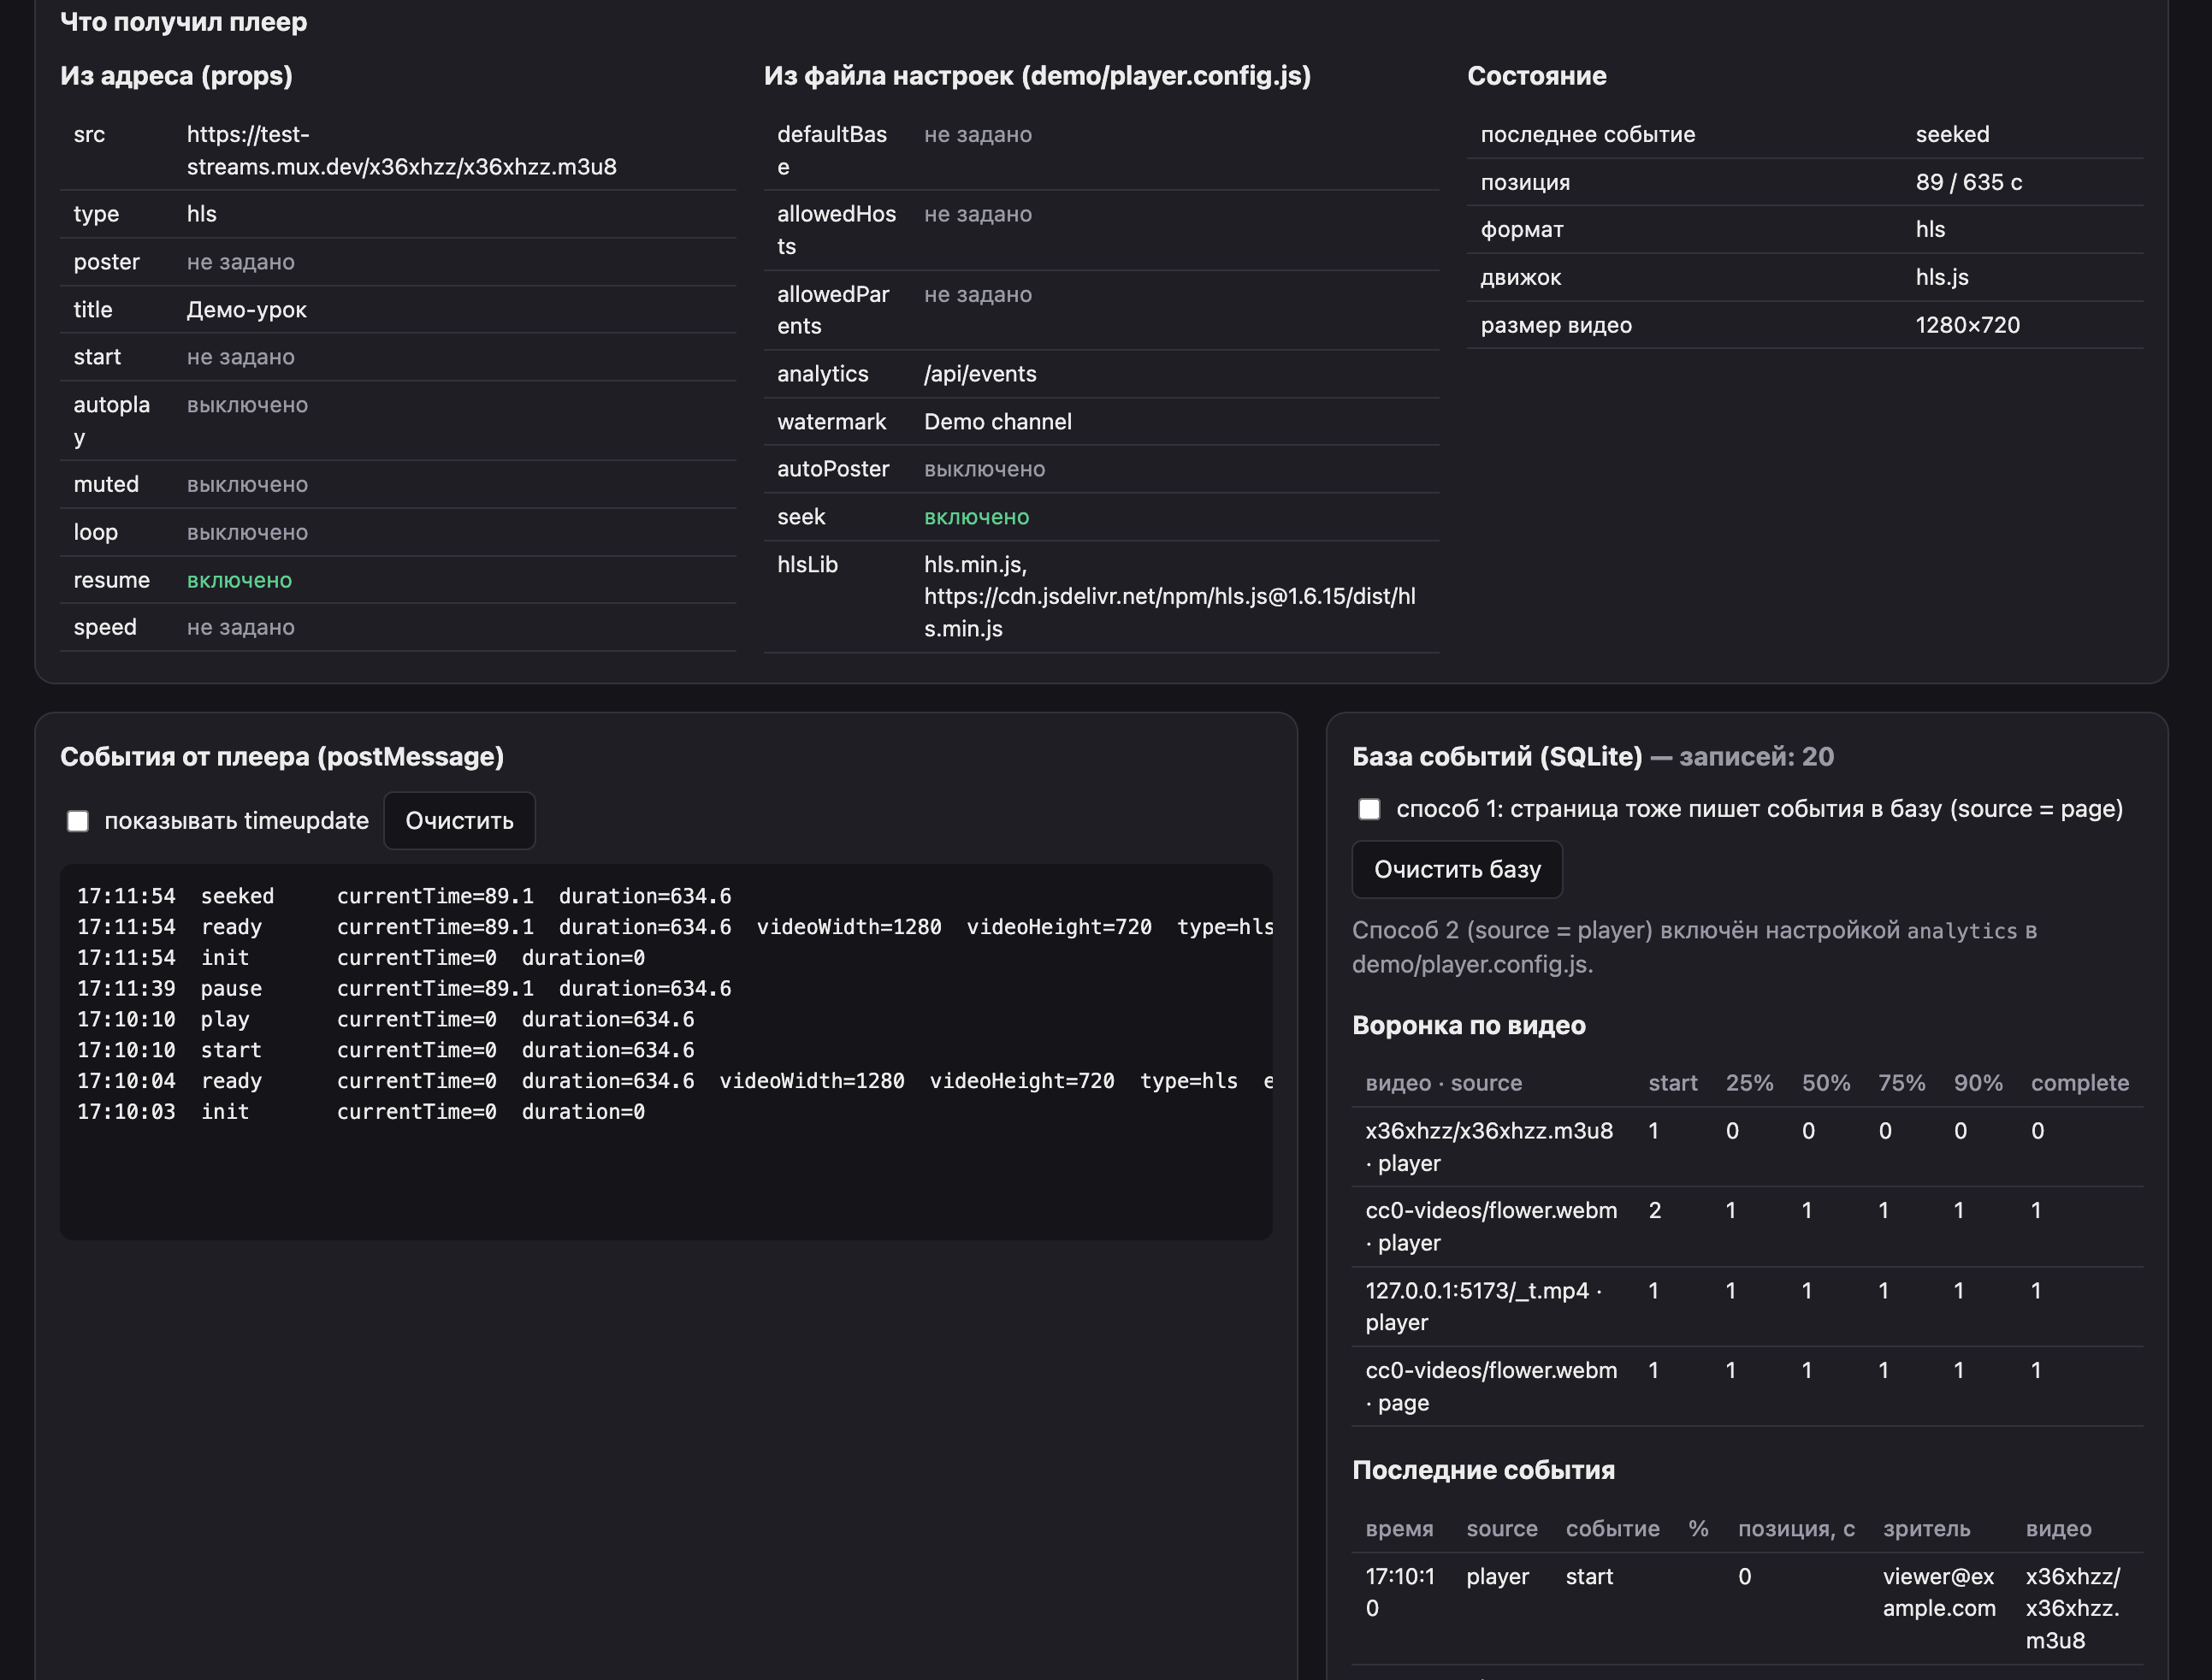 Что получил плеер
Из адреса (props)
src https://test-
streams.mux.dev/x36xhzz/x36xhzz.m3u8
type hls
poster не задано
title Демо-урок
start не задано
autopla выключено
y
muted выключено
loop выключено
resume включено
speed не задано
Из файла настроек (demo/player.config.js)
defaultBas не задано
e
allowedHos не задано
ts
allowedPar не задано
ents
analytics /api/events
watermark Demo channel
autoPoster выключено
seek включено
hlsLib hls.min.js,
https://cdn.jsdelivr.net/npm/hls.js@1.6.15/dist/hl
s.min.js
Состояние
последнее событие seeked
позиция 89 / 635 с
формат hls
движок hls.js
размер видео 1280×720
События от плеера (postMessage)
показывать timeupdate Очистить
17:11:54 seeked currentTime=89.1 duration=634.6
17:11:54 ready currentTime=89.1 duration=634.6 videoWidth=1280 videoHeight=720 type=hls
17:11:54 init currentTime=0 duration=0
17:11:39 pause currentTime=89.1 duration=634.6
17:10:10 play currentTime=0 duration=634.6
17:10:10 start currentTime=0 duration=634.6
17:10:04 ready currentTime=0 duration=634.6 videoWidth=1280 videoHeight=720 type=hls e
17:10:03 init currentTime=0 duration=0
База событий (SQLite) — записей: 20
способ 1: страница тоже пишет события в базу (source = page)
Очистить базу
Способ 2 (source = player) включён настройкой analytics в
demo/player.config.js.
Воронка по видео
видео · source start 25% 50% 75% 90% complete
x36xhzz/x36xhzz.m3u8 1 0 0 0 0 0
· player
cc0-videos/flower.webm 2 1 1 1 1 1
· player
127.0.0.1:5173/_t.mp4 · 1 1 1 1 1 1
player
cc0-videos/flower.webm 1 1 1 1 1 1
· page
Последние события
время source событие % позиция, с зритель видео
17:10:1 player start 0 viewer@ex x36xhzz/
0 ample.com x36xhzz.
m3u8